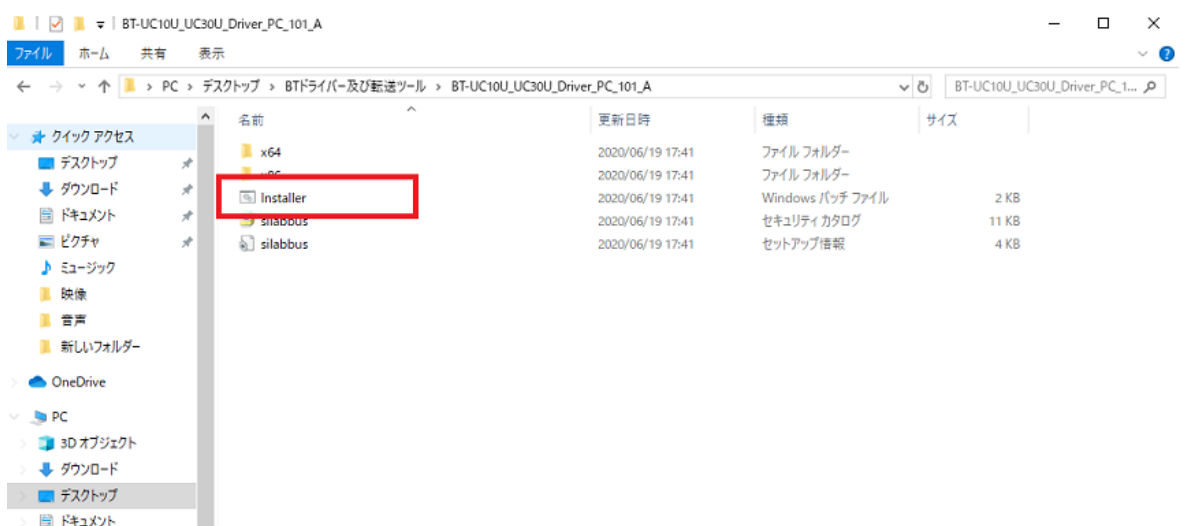 BT-UC10U_UC30U_Driver_PC_101_A
ファイル ホーム 共有 表示
PC > デスクトップ > BTドライバー及び転送ツール > BT-UC10U_UC30U_Driver_PC_101_A
BT-UC10U_UC30U_Driver_PC_1...
名前 更新日時 種類 サイズ
x64 2020/06/19 17:41 ファイル フォルダー
x86 2020/06/19 17:41 ファイル フォルダー
Installer 2020/06/19 17:41 Windows バッチ ファイル 2 KB
silabbus 2020/06/19 17:41 セキュリティ カタログ 11 KB
silabbus 2020/06/19 17:41 セットアップ情報 4 KB
クイック アクセス
デスクトップ
ダウンロード
ドキュメント
ピクチャ
ミュージック
映像
音声
新しいフォルダー
OneDrive
PC
3D オブジェクト
ダウンロード
デスクトップ
ドキュメント